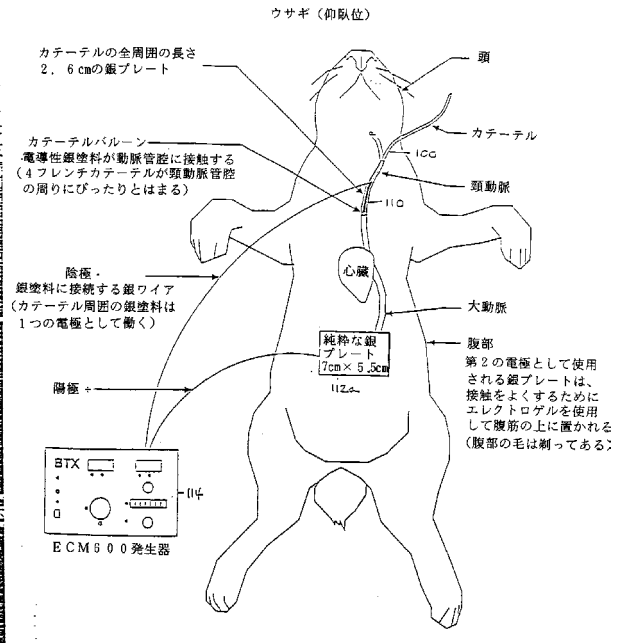 ウサギ（仰臥位）
カテーテルの全周囲の長さ
2．6cmの銀プレート
頭
カテーテルバルーン
電導性銀塗料が動脈管腔に接触する
（4フレンチカテーテルが頸動脈管腔
の周りにぴったりとはまる）
カテーテル
100
頸動脈
110
陰極-
銀塗料に接続する銀ワイア
（カテーテル周囲の銀塗料は
1つの電極として働く）
心臓
大動脈
純粋な銀
プレート
7cm×5.5cm
112a
陽極+
腹部
第2の電極として使用
される銀プレートは、
接触をよくするために
エレクトロゲルを使用
して腹筋の上に置かれる
（腹部の毛は剃ってある）
BTX
114
ECM600発生器